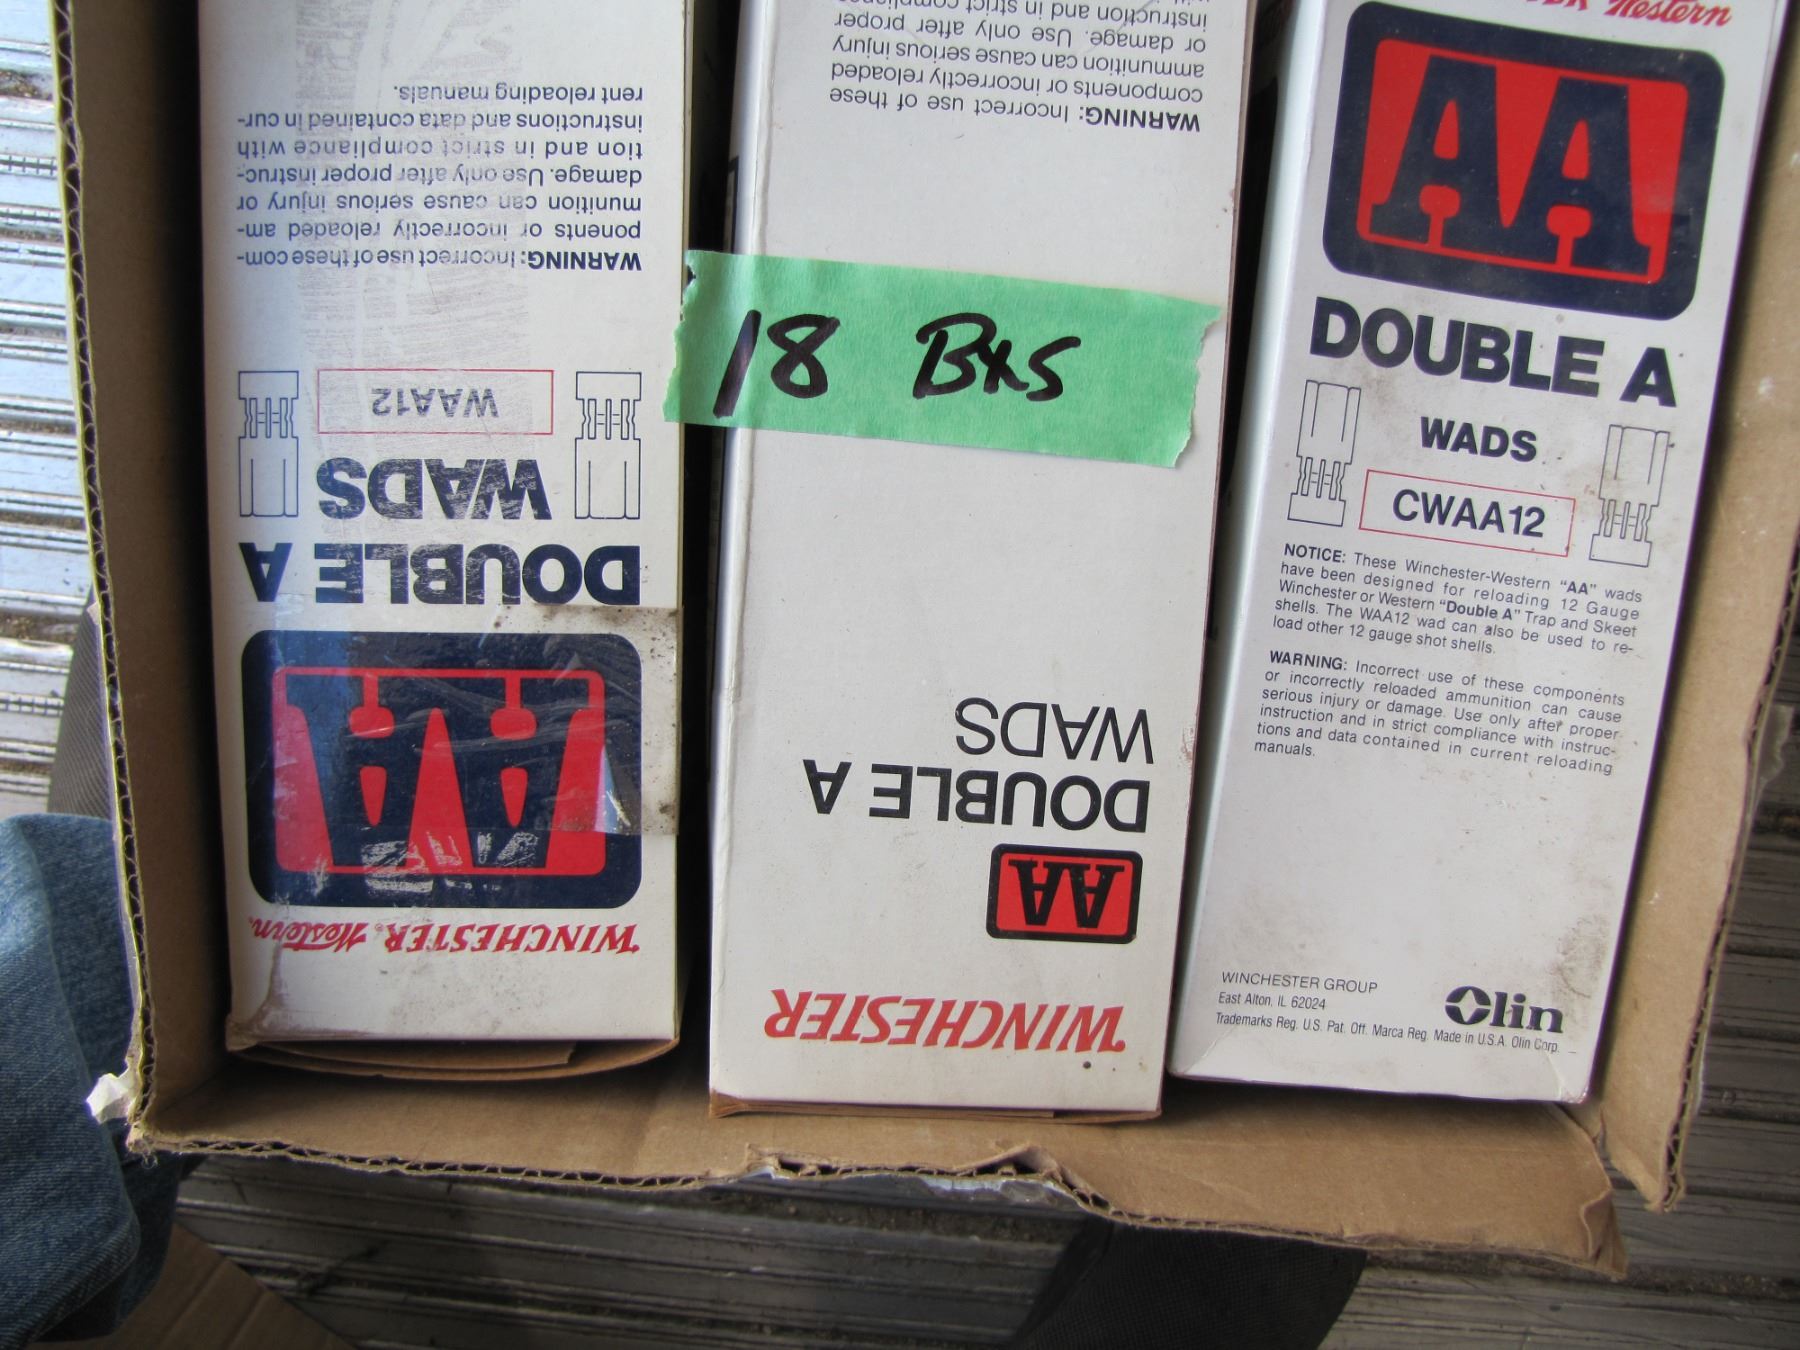 WINCHESTER Western.
AA
DOUBLE A
WADS
WAA12
WARNING: Incorrect use of these com-
ponents or incorrectly reloaded am-
munition can cause serious injury or
damage. Use only after proper instruc-
tion and in strict compliance with
instructions and data contained in cur-
rent reloading manuals.
18 Bxs
WINCHESTER
AA
DOUBLE A
WADS
WARNING: Incorrect use of these
components or incorrectly reloaded
ammunition can cause serious injury
or damage. Use only after proper
instruction and in strict compliance
Western
AA
DOUBLE A
WADS
CWAA12
NOTICE: These Winchester-Western "AA" wads
have been designed for reloading 12 Gauge
Winchester or Western "Double A" Trap and Skeet
shells. The WAA12 wad can also be used to re-
load other 12 gauge shot shells.
WARNING: Incorrect use of these components
or incorrectly reloaded ammunition can cause
serious injury or damage. Use only after proper
instruction and in strict compliance with instruc-
tions and data contained in current reloading
manuals.
WINCHESTER GROUP
East Alton, IL 62024
Trademarks Reg. U.S. Pat. Off. Marca Reg. Made in U.S.A. Olin Corp.
Olin